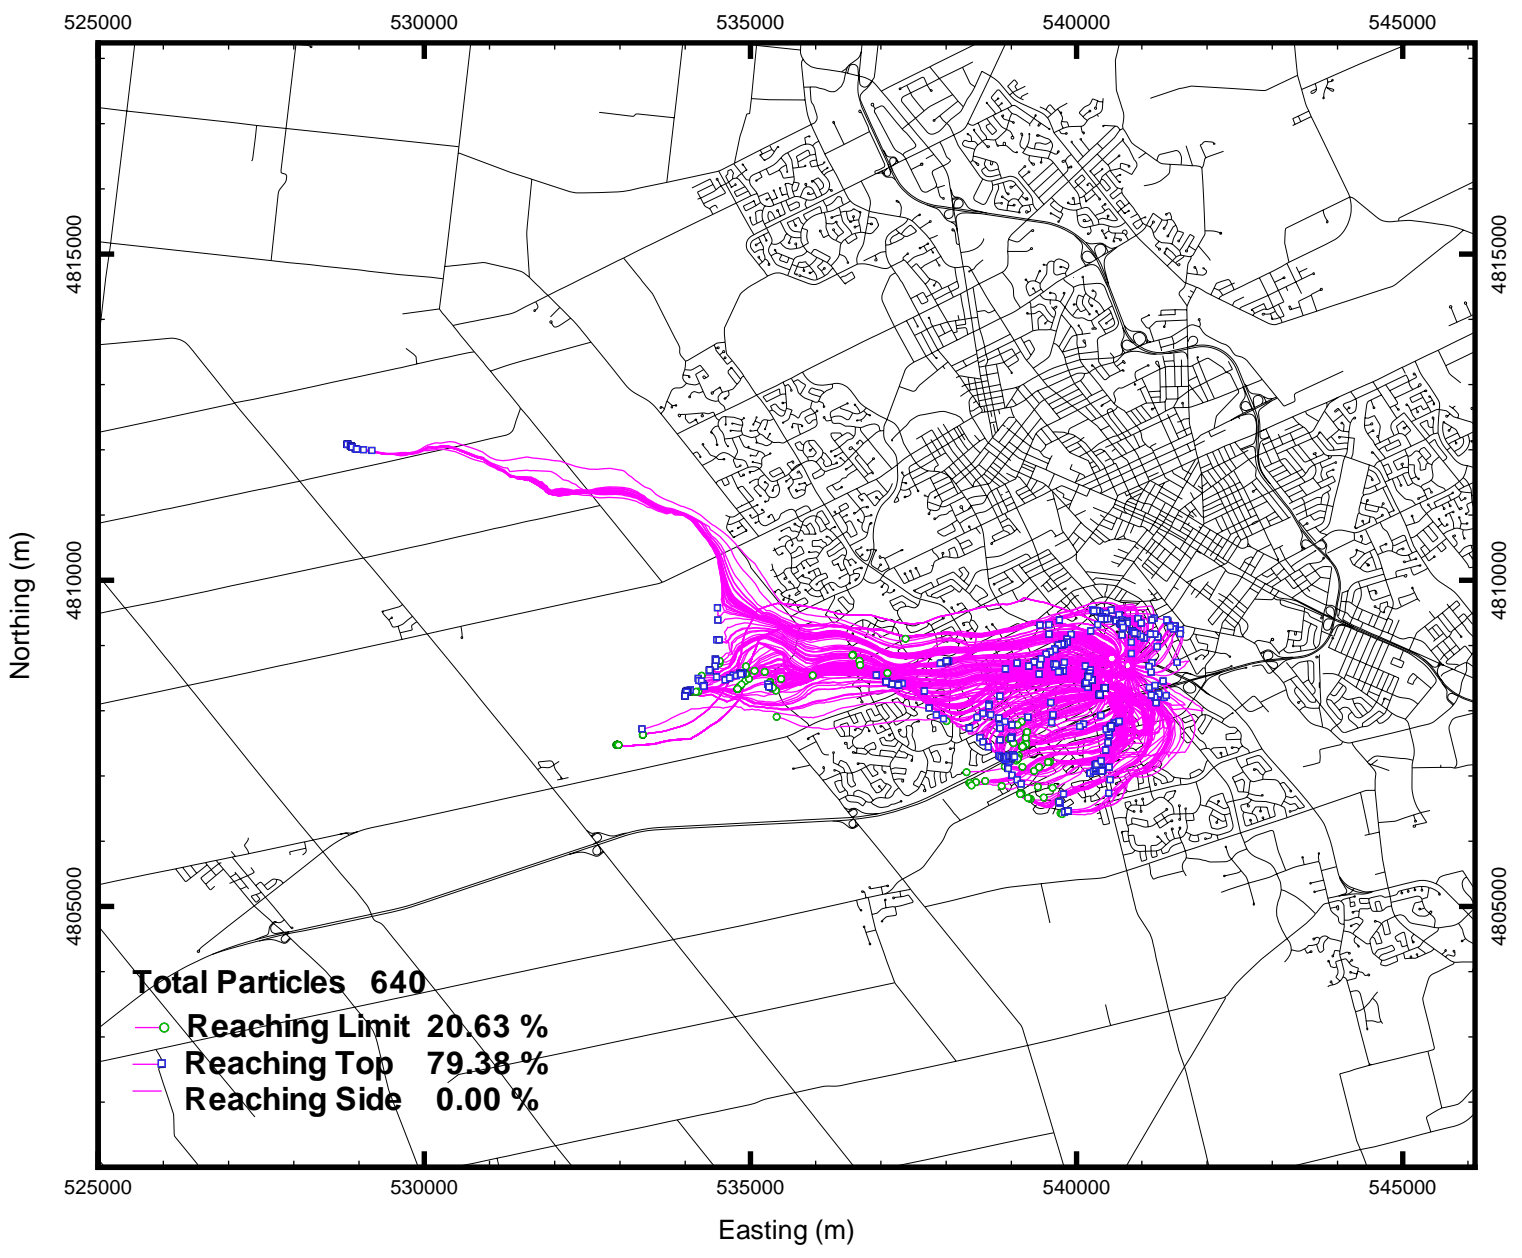 525000 530000 535000 540000 545000
4815000 4815000
4810000 4810000
4805000 4805000
Northing (m)
Total Particles 640
Reaching Limit 20.63 %
Reaching Top 79.38 %
Reaching Side 0.00 %
525000 530000 535000 540000 545000
Easting (m)